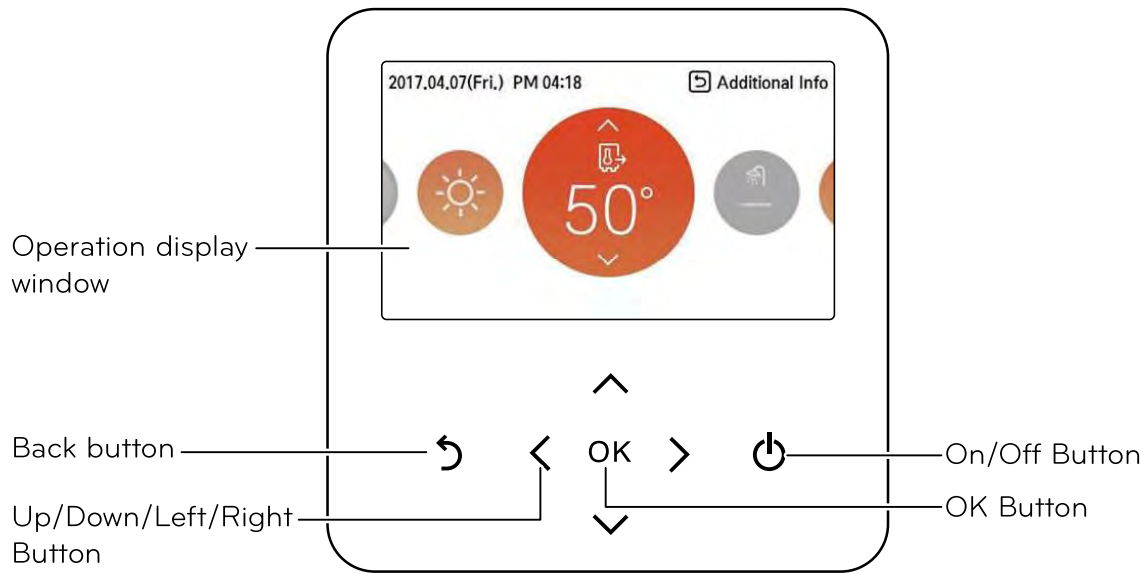 2017.04.07(Fri.) PM 04:18
Additional Info
50°
Operation display
window
Back button
OK
On/Off Button
Up/Down/Left/Right
Button
OK Button